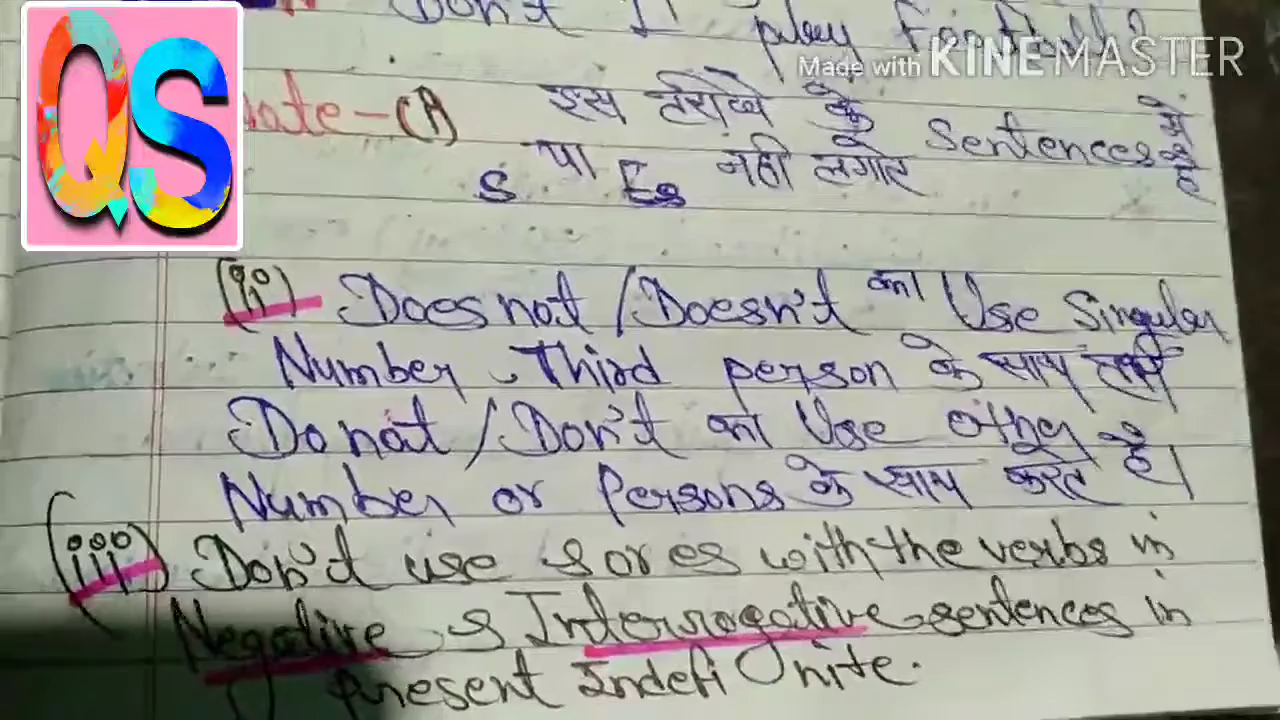 Don't I play Football?
Made with KINEMASTER
QS
Note - (A) इस तरीके के Sentences में
S या Es नहीं लगाते है
(ii) Does not / Doesn't का Use Singular
Number, Third person के साथ तथा
Do not / Don't का Use other
Number or Persons के साथ करते है।
(iii) Don't use s or es with the verbs in
Negative & Interrogative sentences in
present Indefinite.